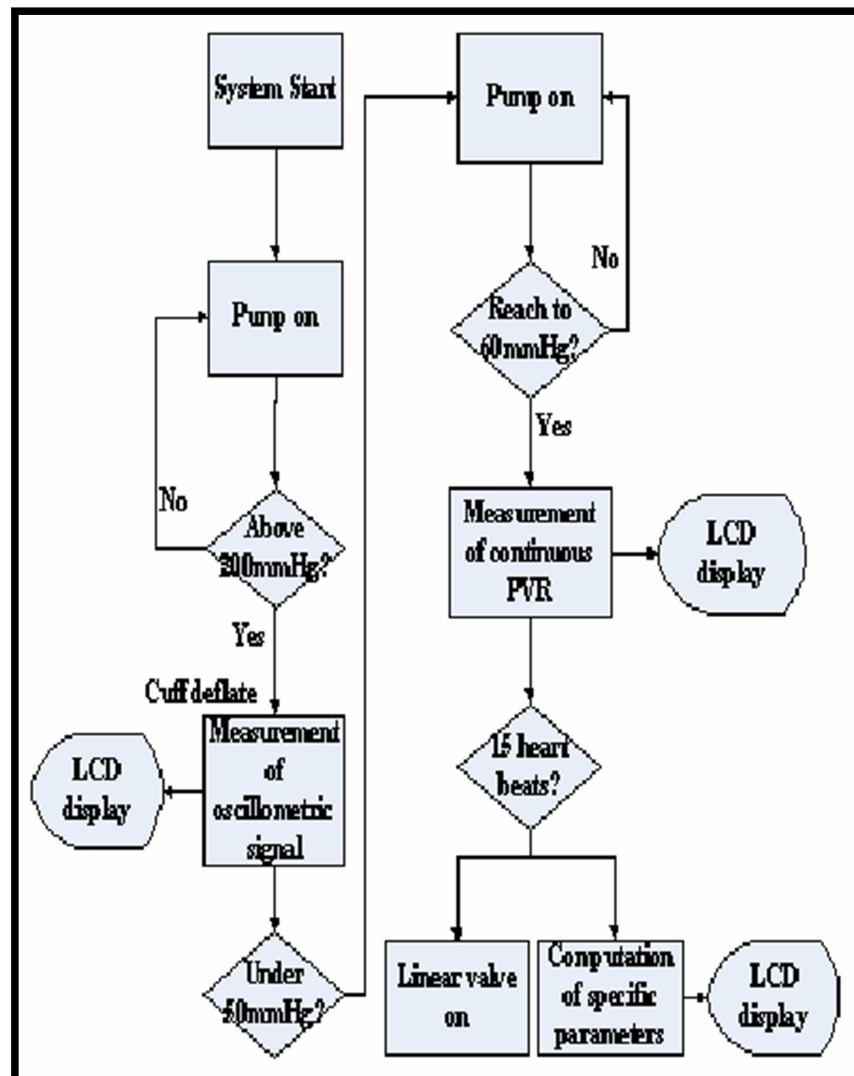 System Start
Pump on
No
Above
200mmHg?
Yes
Cuff deflate
Measurement
of
oscillometric
signal
LCD
display
Under
50mmHg?
Pump on
No
Reach to
60mmHg?
Yes
Measurement
of continuous
PVR
LCD
display
15 heart
beats?
Linear valve
on
Computation
of specific
parameters
LCD
display